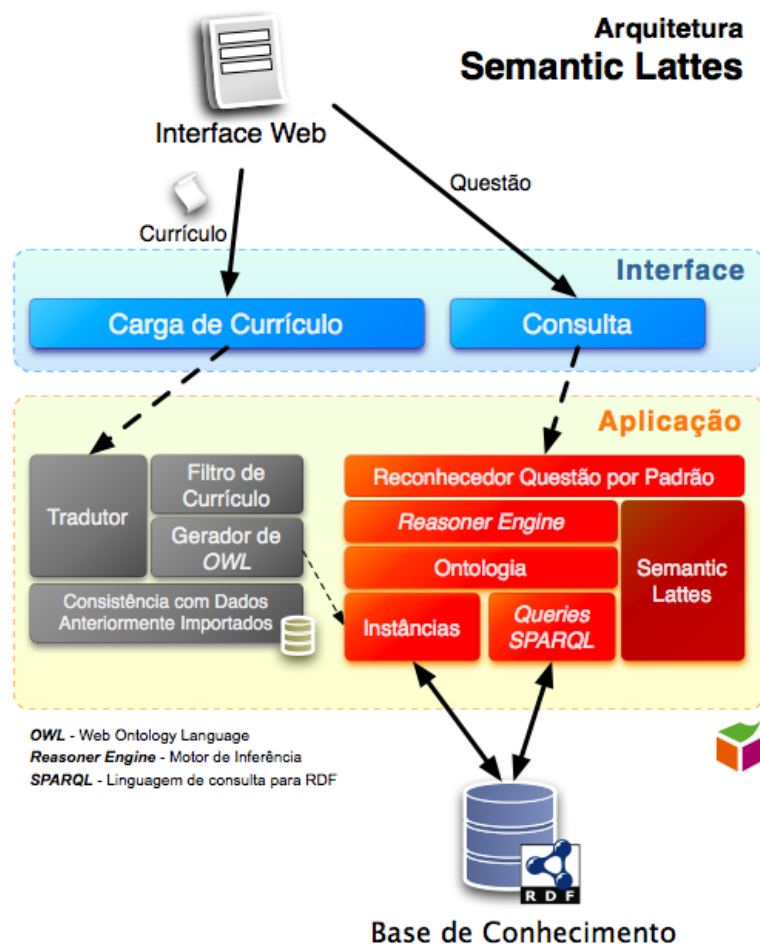 Arquitetura
Semantic Lattes
Interface Web
Questão
Currículo
Interface
Carga de Currículo
Consulta
Aplicação
Tradutor
Filtro de
Currículo
Gerador de
OWL
Consistência com Dados
Anteriormente Importados
Reconhecedor Questão por Padrão
Reasoner Engine
Ontologia
Instâncias
Queries
SPARQL
Semantic
Lattes
OWL - Web Ontology Language
Reasoner Engine - Motor de Inferência
SPARQL - Linguagem de consulta para RDF
RDF
Base de Conhecimento